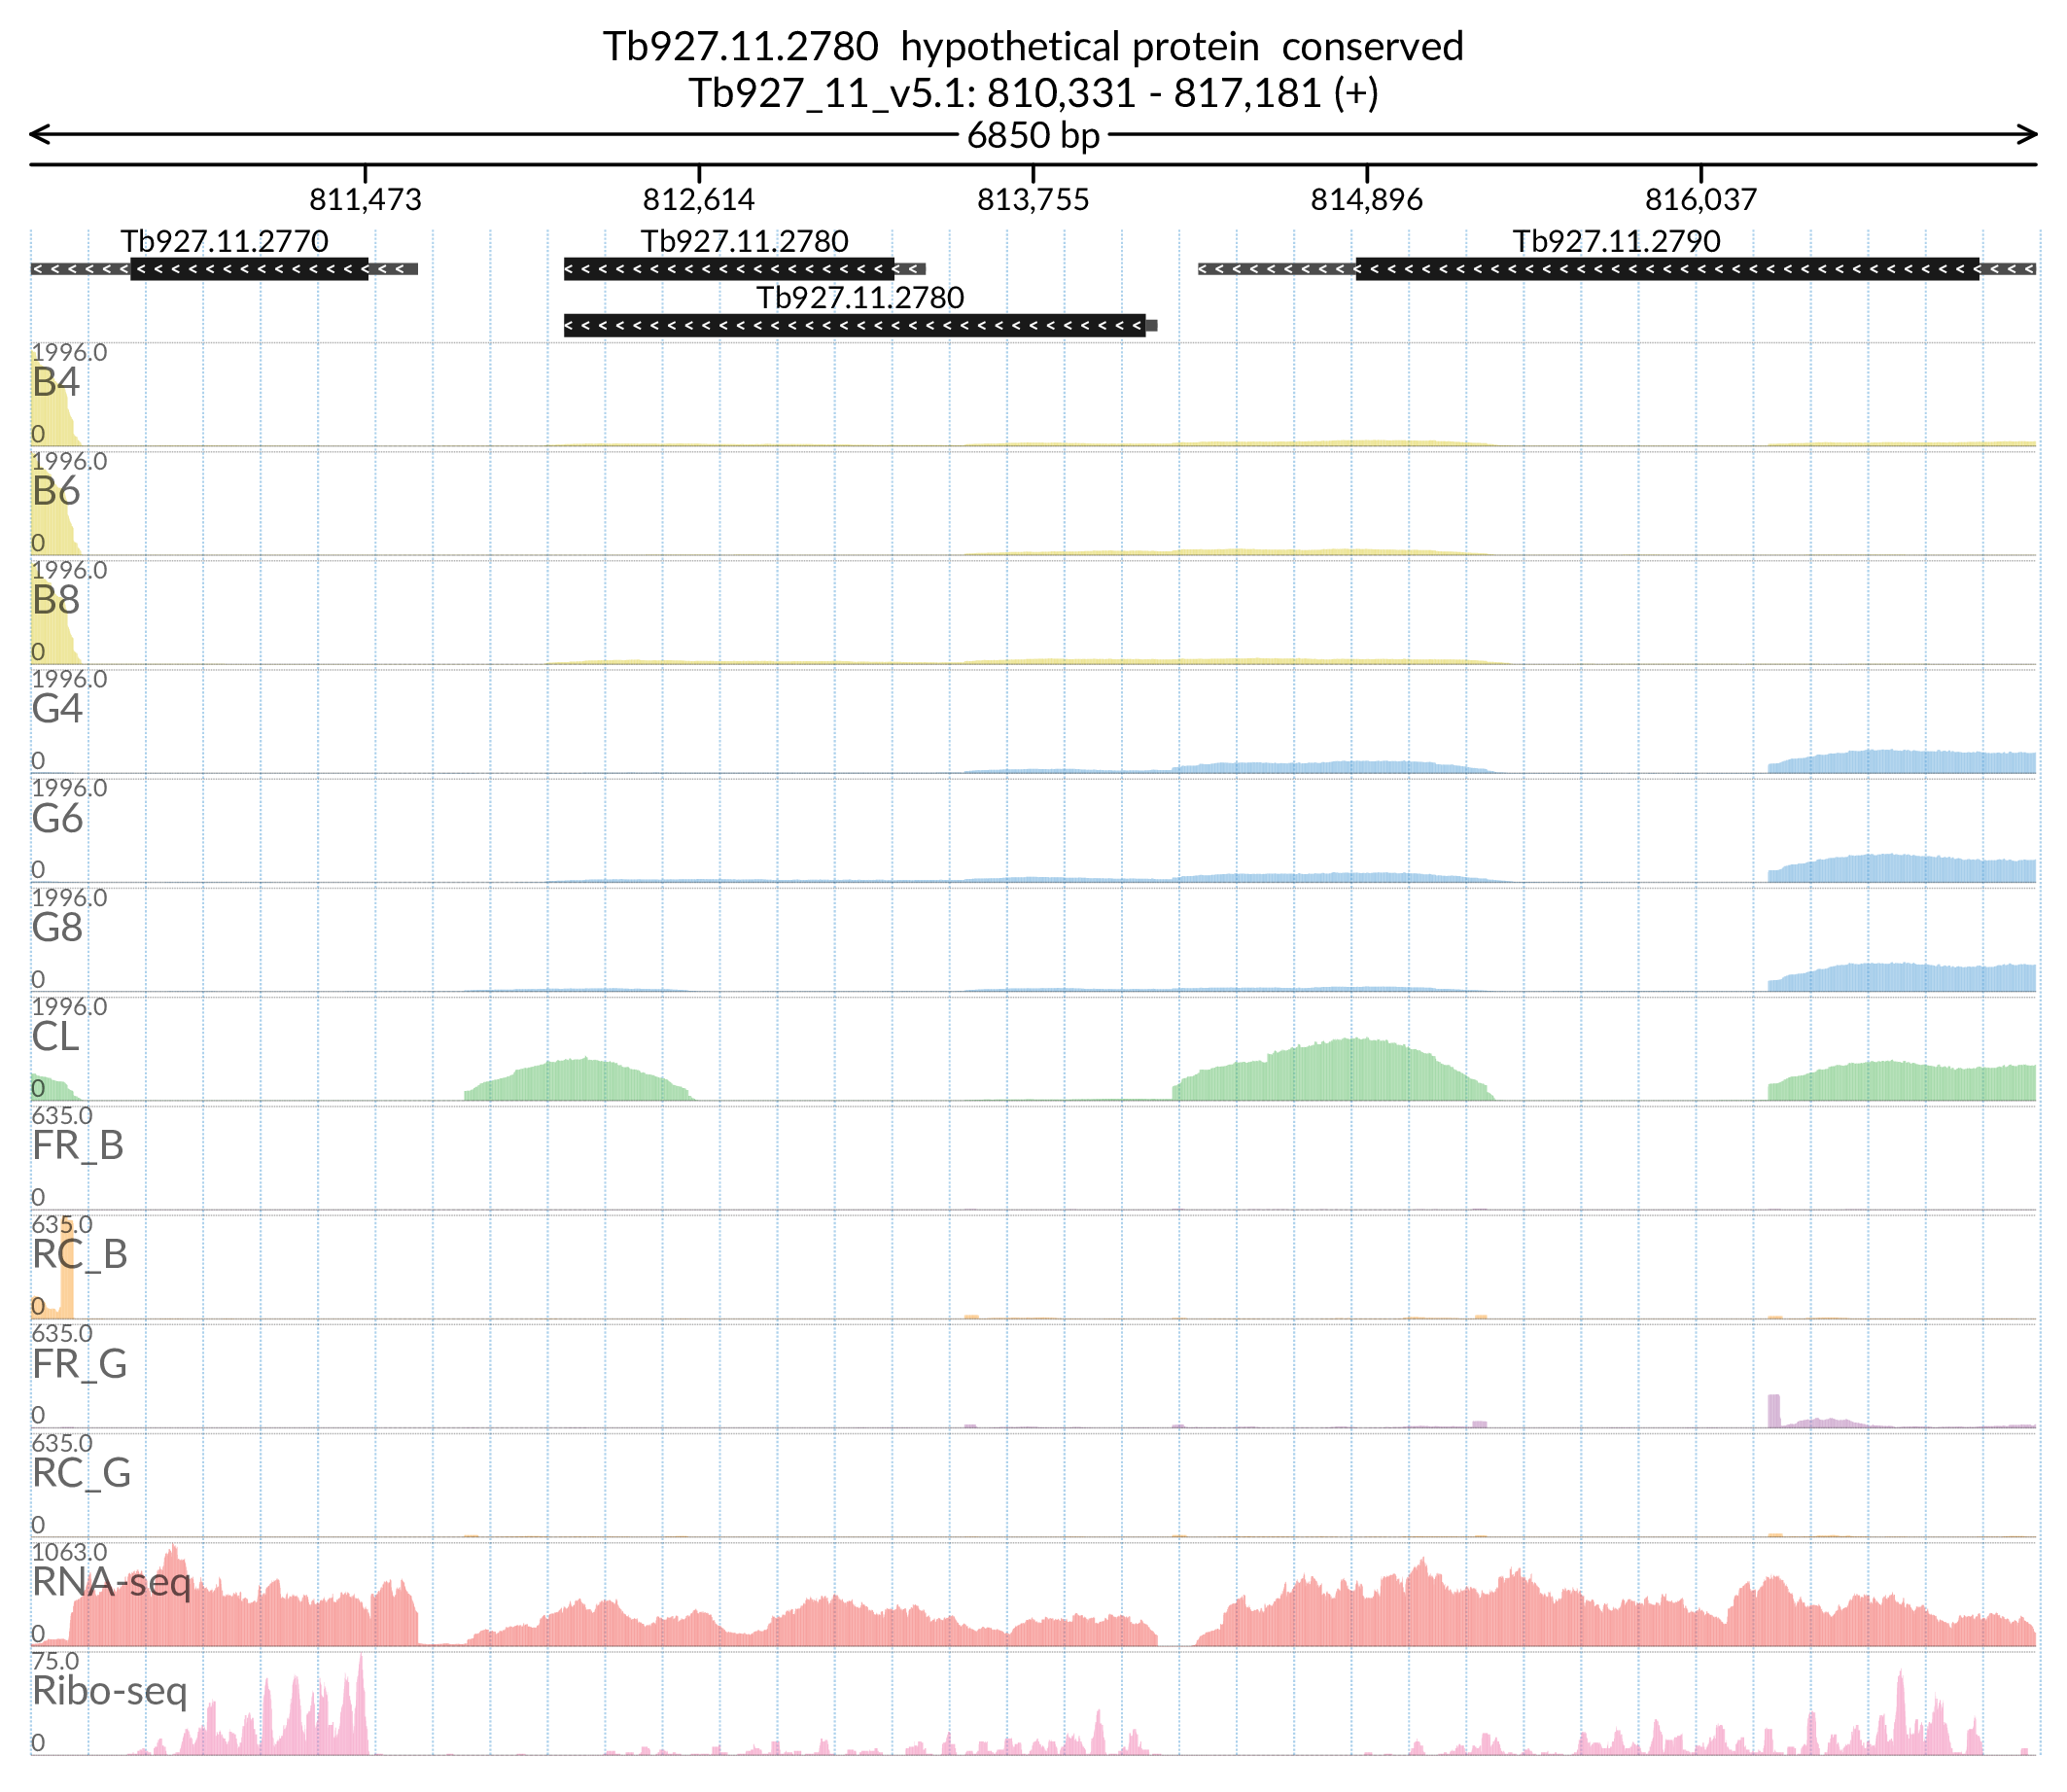 Tb927.11.2780  hypothetical protein  conserved
Tb927_11_v5.1: 810,331 - 817,181 (+)
6850 bp
811,473 812,614 813,755 814,896 816,037
Tb927.11.2770 Tb927.11.2780 Tb927.11.2790
Tb927.11.2780
1996.0
B4
0
1996.0
B6
0
1996.0
B8
0
1996.0
G4
0
1996.0
G6
0
1996.0
G8
0
1996.0
CL
0
635.0
FR_B
0
635.0
RC_B
0
635.0
FR_G
0
635.0
RC_G
0
1063.0
RNA-seq
0
75.0
Ribo-seq
0